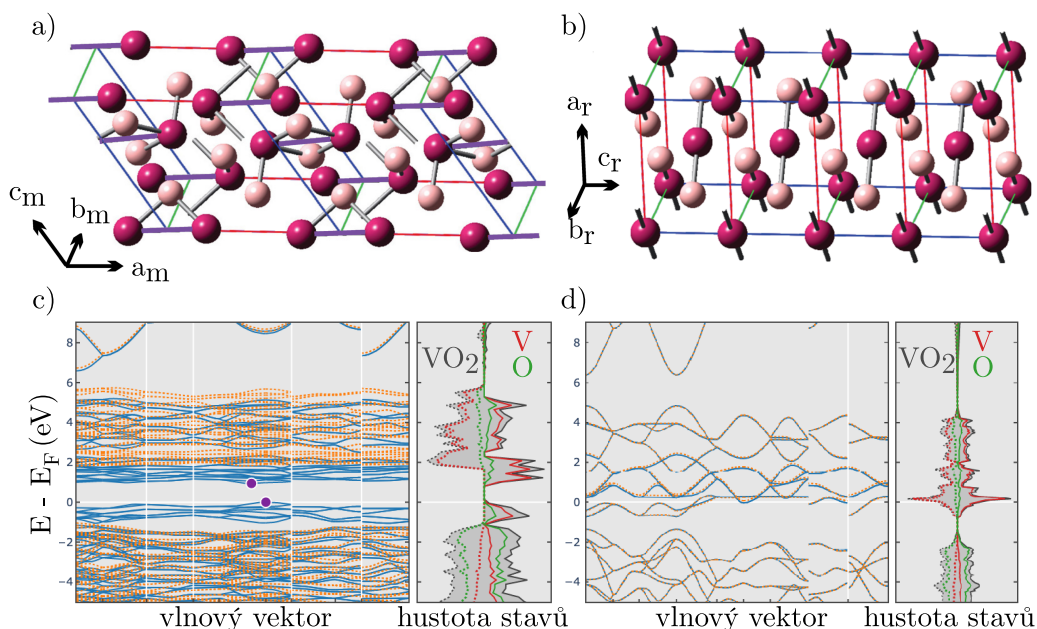 a)
b)
c_m
b_m
a_m
a_r
c_r
b_r
c)
d)
E - E_F (eV)
8
6
4
2
0
−2
−4
VO₂
V
O
8
6
4
2
0
−2
−4
VO₂
V
O
vlnový vektor
hustota stavů
vlnový vektor
hustota stavů